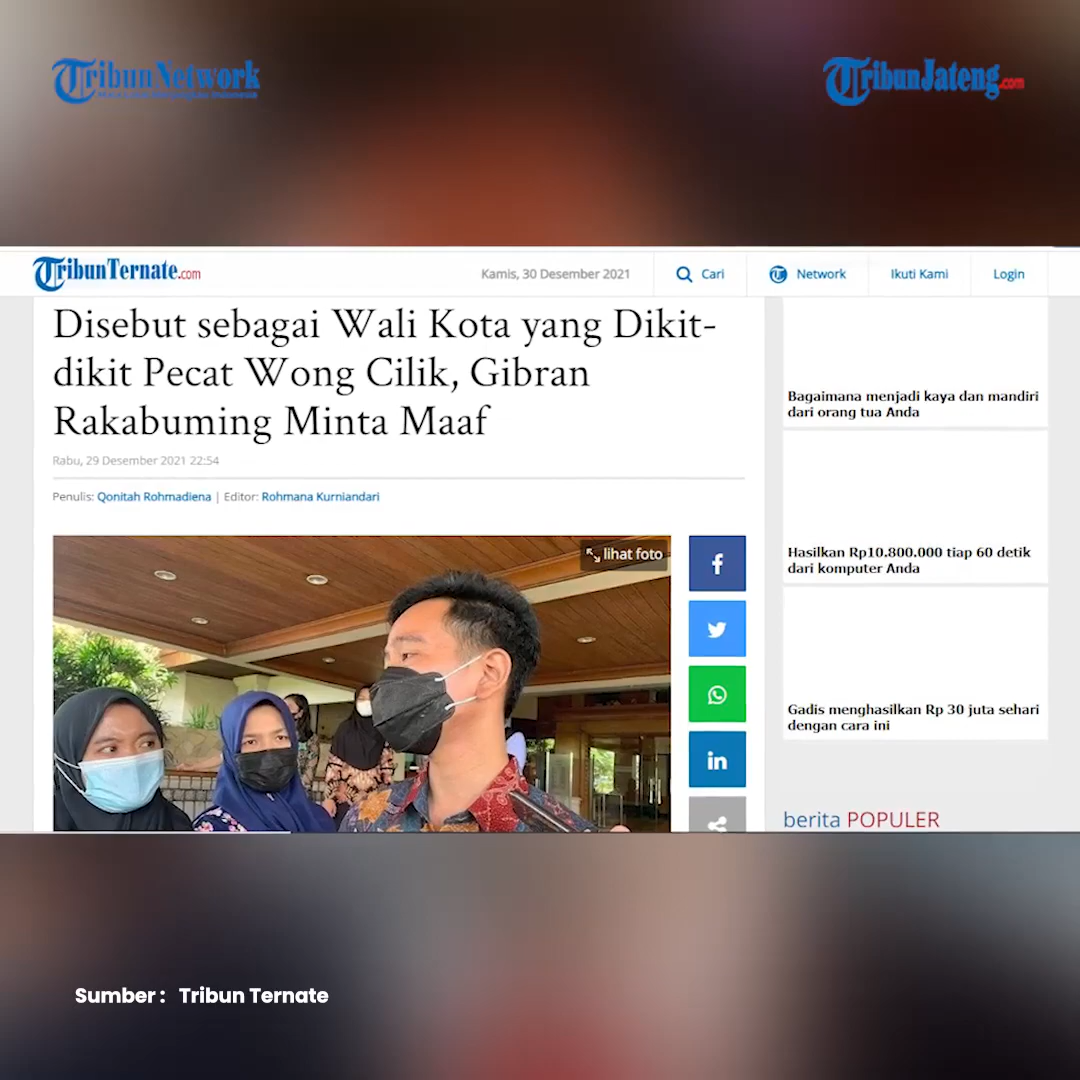 Tribun Network
TribunJateng.com
TribunTernate.com
Kamis, 30 Desember 2021
Cari
Network
Ikuti Kami
Login
Disebut sebagai Wali Kota yang Dikit-
dikit Pecat Wong Cilik, Gibran
Rakabuming Minta Maaf
Rabu, 29 Desember 2021 22:54
Penulis: Qonitah Rohmadiena | Editor: Rohmana Kurniandari
lihat foto
Bagaimana menjadi kaya dan mandiri
dari orang tua Anda
Hasilkan Rp10.800.000 tiap 60 detik
dari komputer Anda
Gadis menghasilkan Rp 30 juta sehari
dengan cara ini
berita POPULER
Sumber : Tribun Ternate